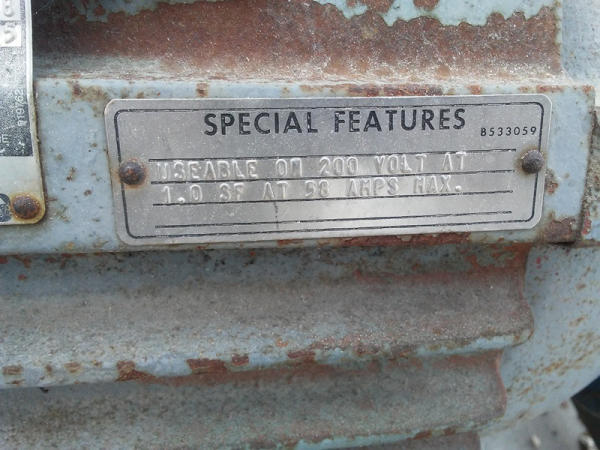 SPECIAL FEATURES
B533059
USEABLE ON 200 VOLT AT
1.0 SF AT 58 AMPS MAX.